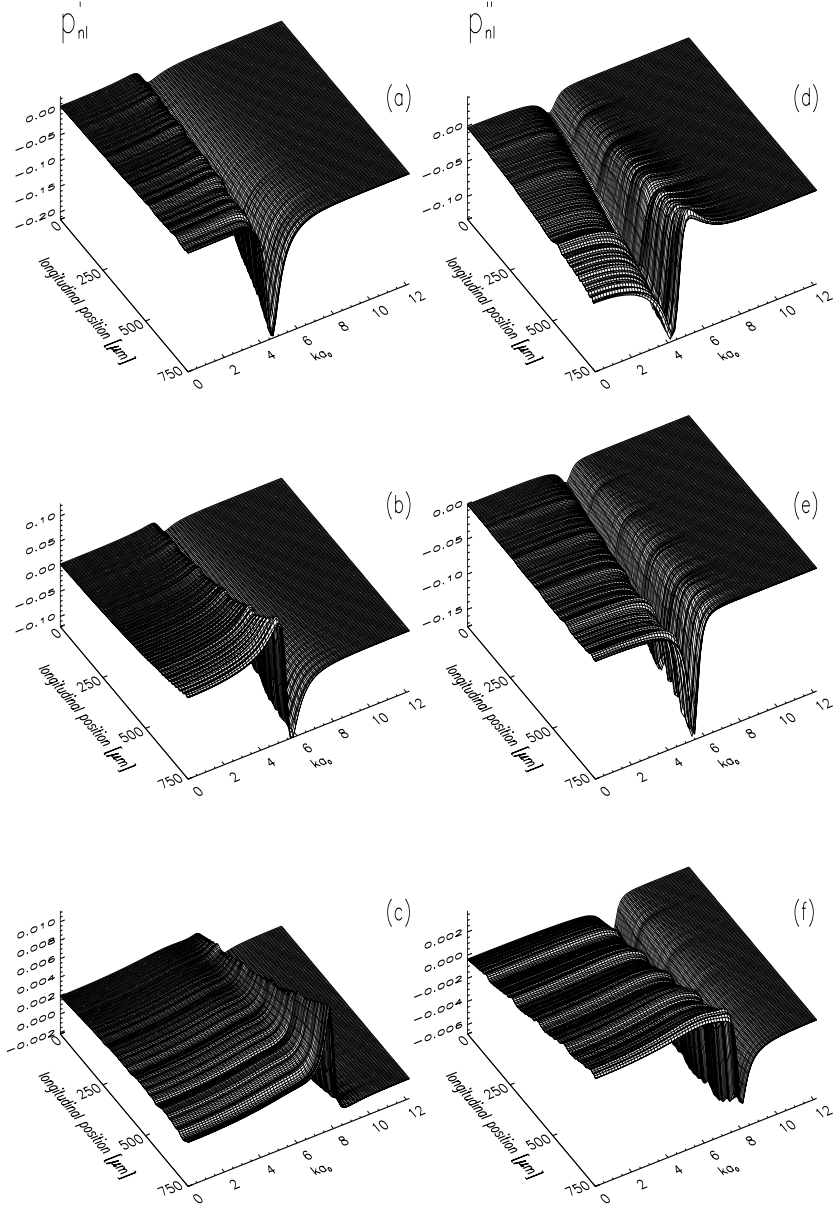 p'nl
p''nl
(a)
0.00
−0.05
−0.10
−0.15
−0.20
0
250
500
750
longitudinal position [μm]
0 2 4 6 8 10 12
ka₀
(d)
0.00
−0.05
−0.10
0
250
500
750
longitudinal position [μm]
0 2 4 6 8 10 12
ka₀
(b)
0.10
0.05
0.00
−0.05
−0.10
0
250
500
750
longitudinal position [μm]
0 2 4 6 8 10 12
ka₀
(e)
0.00
−0.05
−0.10
−0.15
0
250
500
750
longitudinal position [μm]
0 2 4 6 8 10 12
ka₀
(c)
0.010
0.008
0.006
0.004
0.002
0.000
−0.002
0
250
500
750
longitudinal position [μm]
0 2 4 6 8 10 12
ka₀
(f)
0.002
0.000
−0.002
−0.004
−0.006
0
250
500
750
longitudinal position [μm]
0 2 4 6 8 10 12
ka₀